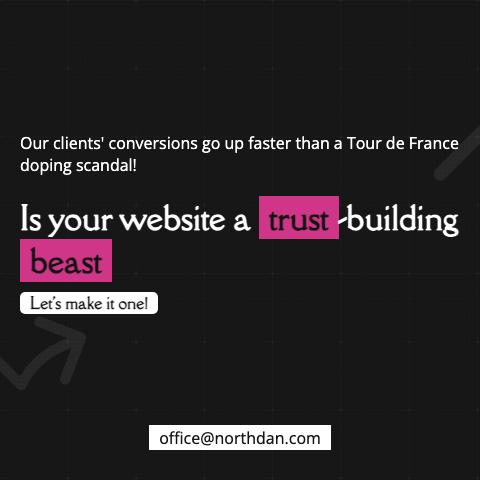 Our clients' conversions go up faster than a Tour de France
doping scandal!
Is your website a trust-building
beast
Let's make it one!
office@northdan.com